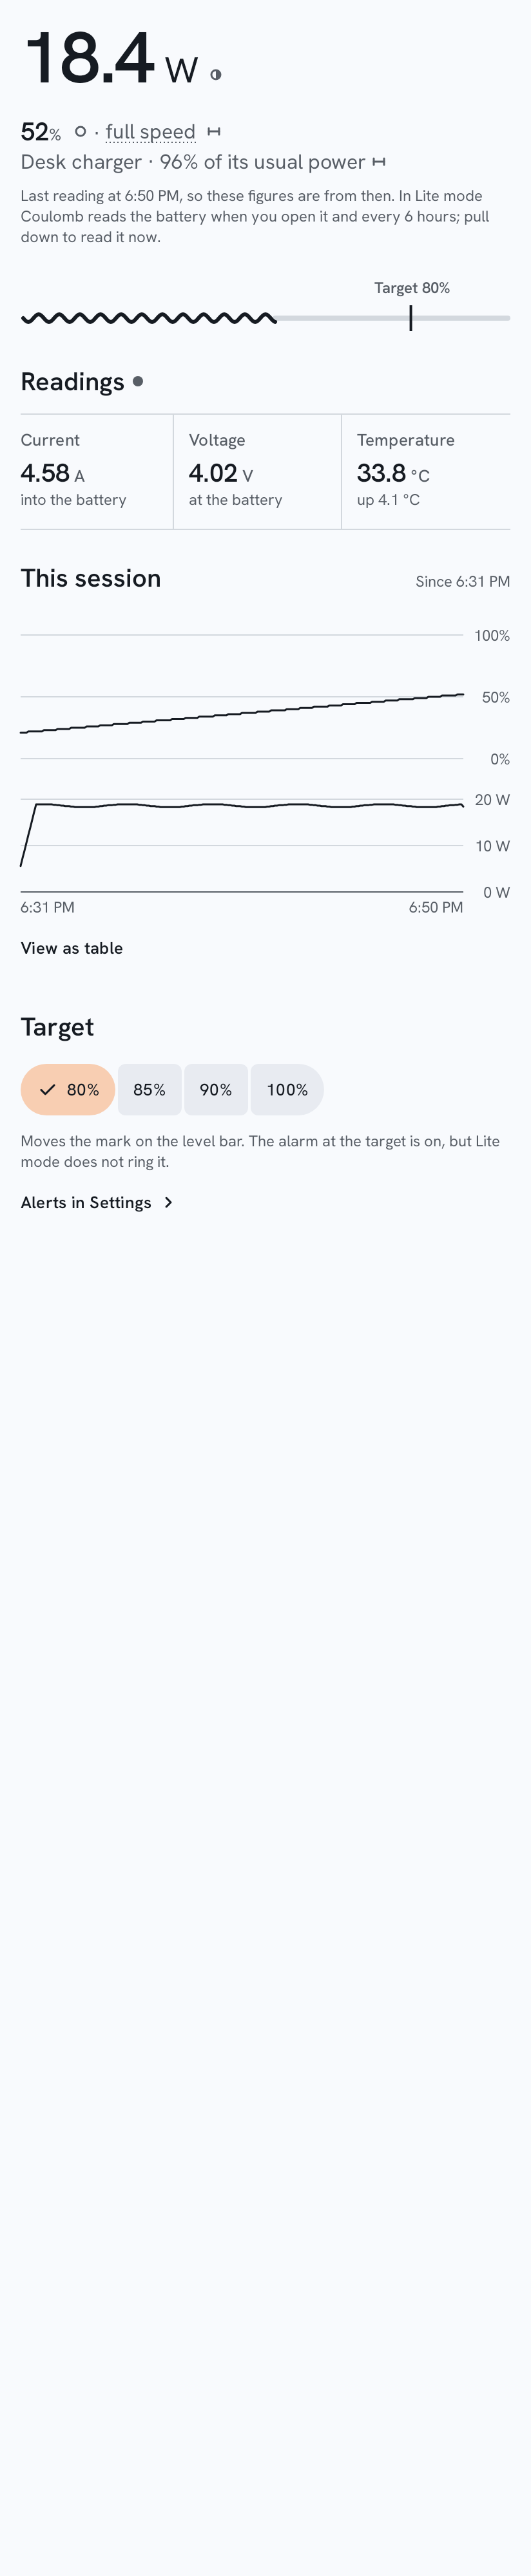 18.4 W
52% · full speed
Desk charger · 96% of its usual power
Last reading at 6:50 PM, so these figures are from then. In Lite mode
Coulomb reads the battery when you open it and every 6 hours; pull
down to read it now.
Target 80%
Readings
Current
4.58 A
into the battery
Voltage
4.02 V
at the battery
Temperature
33.8 °C
up 4.1 °C
This session
Since 6:31 PM
100%
50%
0%
20 W
10 W
0 W
6:31 PM
6:50 PM
View as table
Target
80%
85%
90%
100%
Moves the mark on the level bar. The alarm at the target is on, but Lite
mode does not ring it.
Alerts in Settings